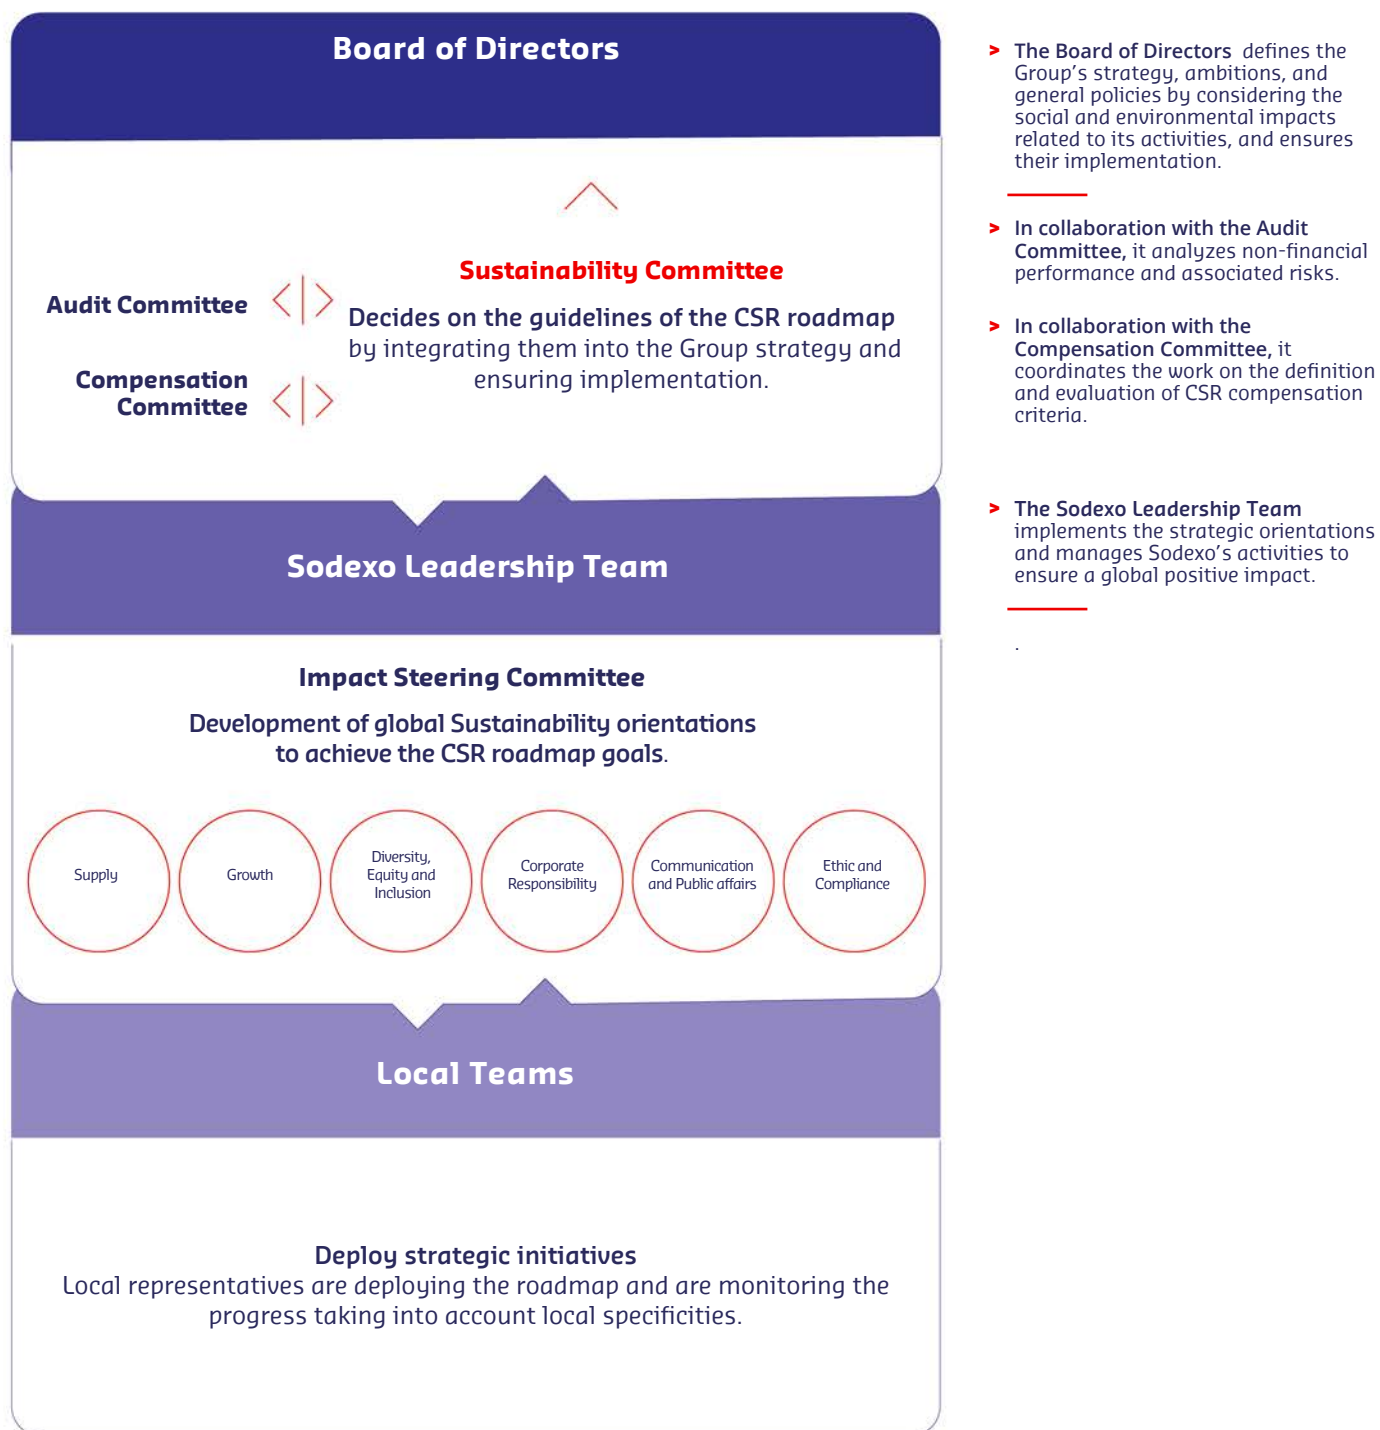 Board of Directors
Sustainability Committee
Audit Committee
Decides on the guidelines of the CSR roadmap
by integrating them into the Group strategy and
ensuring implementation.
Compensation
Committee
Sodexo Leadership Team
Impact Steering Committee
Development of global Sustainability orientations
to achieve the CSR roadmap goals.
Supply
Growth
Diversity,
Equity and
Inclusion
Corporate
Responsibility
Communication
and Public affairs
Ethic and
Compliance
Local Teams
Deploy strategic initiatives
Local representatives are deploying the roadmap and are monitoring the
progress taking into account local specificities.
> The Board of Directors defines the
Group's strategy, ambitions, and
general policies by considering the
social and environmental impacts
related to its activities, and ensures
their implementation.
> In collaboration with the Audit
Committee, it analyzes non-financial
performance and associated risks.
> In collaboration with the
Compensation Committee, it
coordinates the work on the definition
and evaluation of CSR compensation
criteria.
> The Sodexo Leadership Team
implements the strategic orientations
and manages Sodexo's activities to
ensure a global positive impact.
.